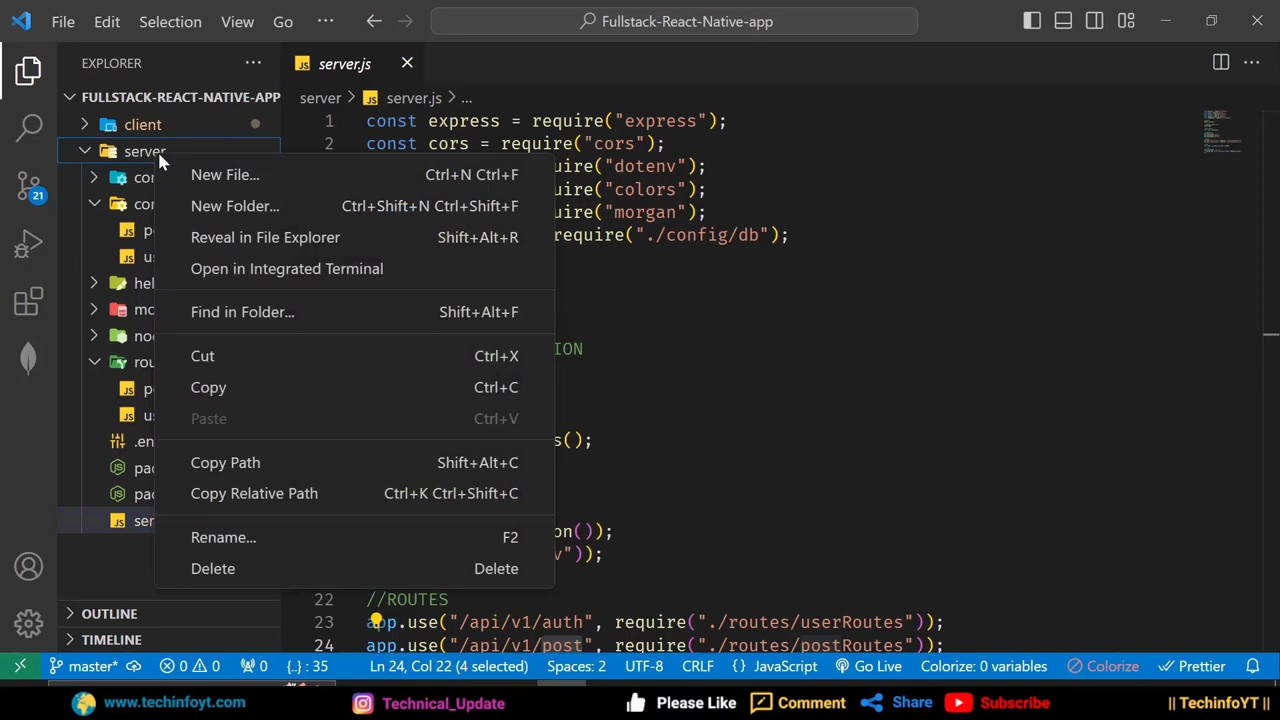 File Edit Selection View Go ··· Fullstack-React-Native-app
EXPLORER ···
FULLSTACK-REACT-NATIVE-APP
client
server
ser
New File... Ctrl+N Ctrl+F
New Folder... Ctrl+Shift+N Ctrl+Shift+F
Reveal in File Explorer Shift+Alt+R
Open in Integrated Terminal
Find in Folder... Shift+Alt+F
Cut Ctrl+X
Copy Ctrl+C
Paste Ctrl+V
Copy Path Shift+Alt+C
Copy Relative Path Ctrl+K Ctrl+Shift+C
Rename... F2
Delete Delete
OUTLINE
TIMELINE
JS server.js
server > JS server.js > ...
1 const express = require("express");
2 const cors = require("cors");
uire("dotenv");
uire("colors");
uire("morgan");
require("./config/db");
ION
s();
on());
v"));
22 //ROUTES
23 app.use("/api/v1/auth", require("./routes/userRoutes"));
24 app.use("/api/v1/post", require("./routes/postRoutes"));
21
master* 0 0 0 {..} : 35 Ln 24, Col 22 (4 selected) Spaces: 2 UTF-8 CRLF {} JavaScript Go Live Colorize: 0 variables Colorize Prettier
www.techinfoyt.com Technical_Update Please Like Comment Share Subscribe || TechinfoYT ||